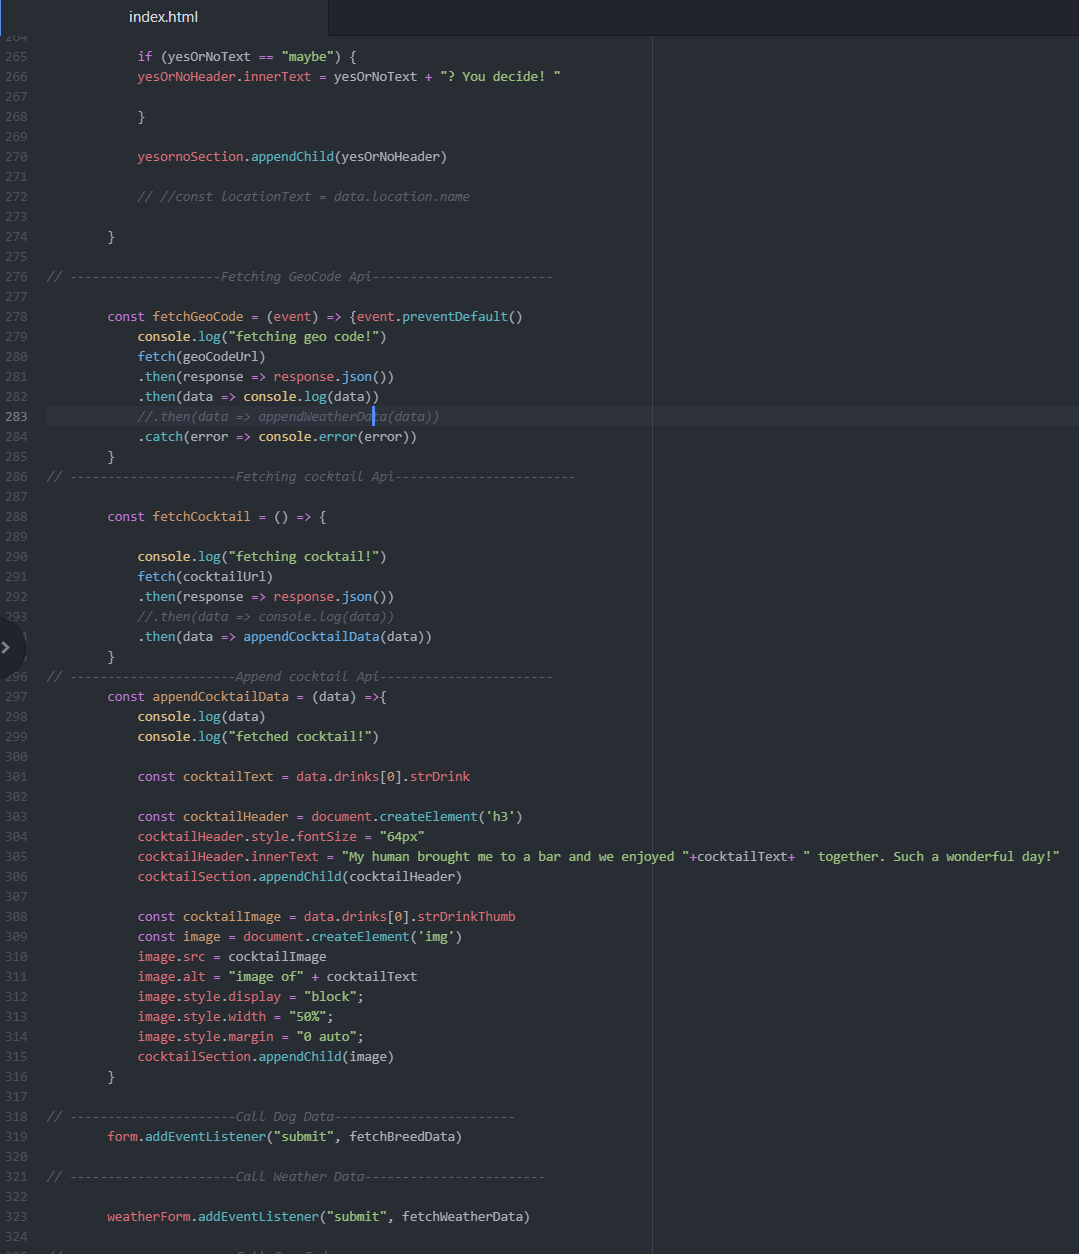 index.html
264
265 if (yesOrNoText == "maybe") {
266 yesOrNoHeader.innerText = yesOrNoText + "? You decide! "
267
268 }
269
270 yesornoSection.appendChild(yesOrNoHeader)
271
272 // //const locationText = data.location.name
273
274 }
275
276 // --------------------Fetching GeoCode Api------------------------
277
278 const fetchGeoCode = (event) => {event.preventDefault()
279 console.log("fetching geo code!")
280 fetch(geoCodeUrl)
281 .then(response => response.json())
282 .then(data => console.log(data))
283 //.then(data => appendWeatherData(data))
284 .catch(error => console.error(error))
285 }
286 // ----------------------Fetching cocktail Api------------------------
287
288 const fetchCocktail = () => {
289
290 console.log("fetching cocktail!")
291 fetch(cocktailUrl)
292 .then(response => response.json())
293 //.then(data => console.log(data))
.then(data => appendCocktailData(data))
}
296 // ----------------------Append cocktail Api-----------------------
297 const appendCocktailData = (data) =>{
298 console.log(data)
299 console.log("fetched cocktail!")
300
301 const cocktailText = data.drinks[0].strDrink
302
303 const cocktailHeader = document.createElement('h3')
304 cocktailHeader.style.fontSize = "64px"
305 cocktailHeader.innerText = "My human brought me to a bar and we enjoyed "+cocktailText+ " together. Such a wonderful day!"
306 cocktailSection.appendChild(cocktailHeader)
307
308 const cocktailImage = data.drinks[0].strDrinkThumb
309 const image = document.createElement('img')
310 image.src = cocktailImage
311 image.alt = "image of" + cocktailText
312 image.style.display = "block";
313 image.style.width = "50%";
314 image.style.margin = "0 auto";
315 cocktailSection.appendChild(image)
316 }
317
318 // ----------------------Call Dog Data------------------------
319 form.addEventListener("submit", fetchBreedData)
320
321 // ----------------------Call Weather Data------------------------
322
323 weatherForm.addEventListener("submit", fetchWeatherData)
324